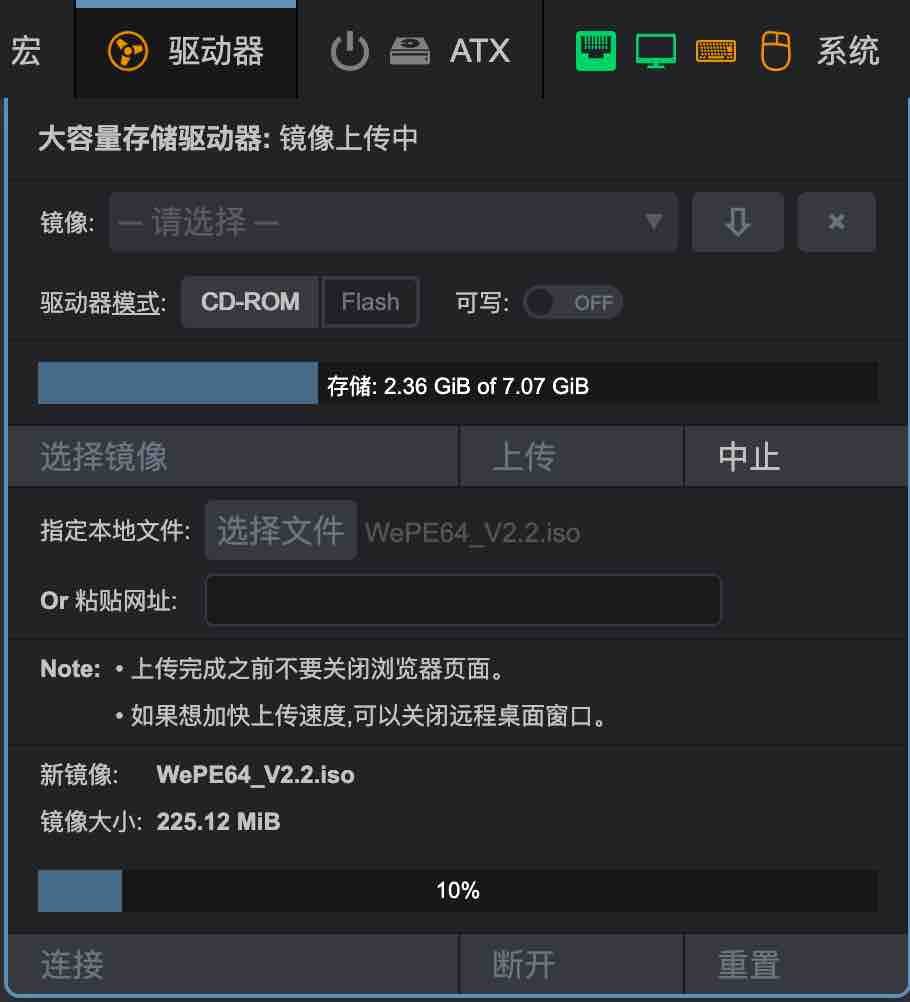 宏 驱动器 ATX 系统
大容量存储驱动器: 镜像上传中
镜像: — 请选择 —
驱动器模式: CD-ROM Flash 可写: OFF
存储: 2.36 GiB of 7.07 GiB
选择镜像 上传 中止
指定本地文件: 选择文件 WePE64_V2.2.iso
Or 粘贴网址:
Note: • 上传完成之前不要关闭浏览器页面。
• 如果想加快上传速度,可以关闭远程桌面窗口。
新镜像: WePE64_V2.2.iso
镜像大小: 225.12 MiB
10%
连接 断开 重置